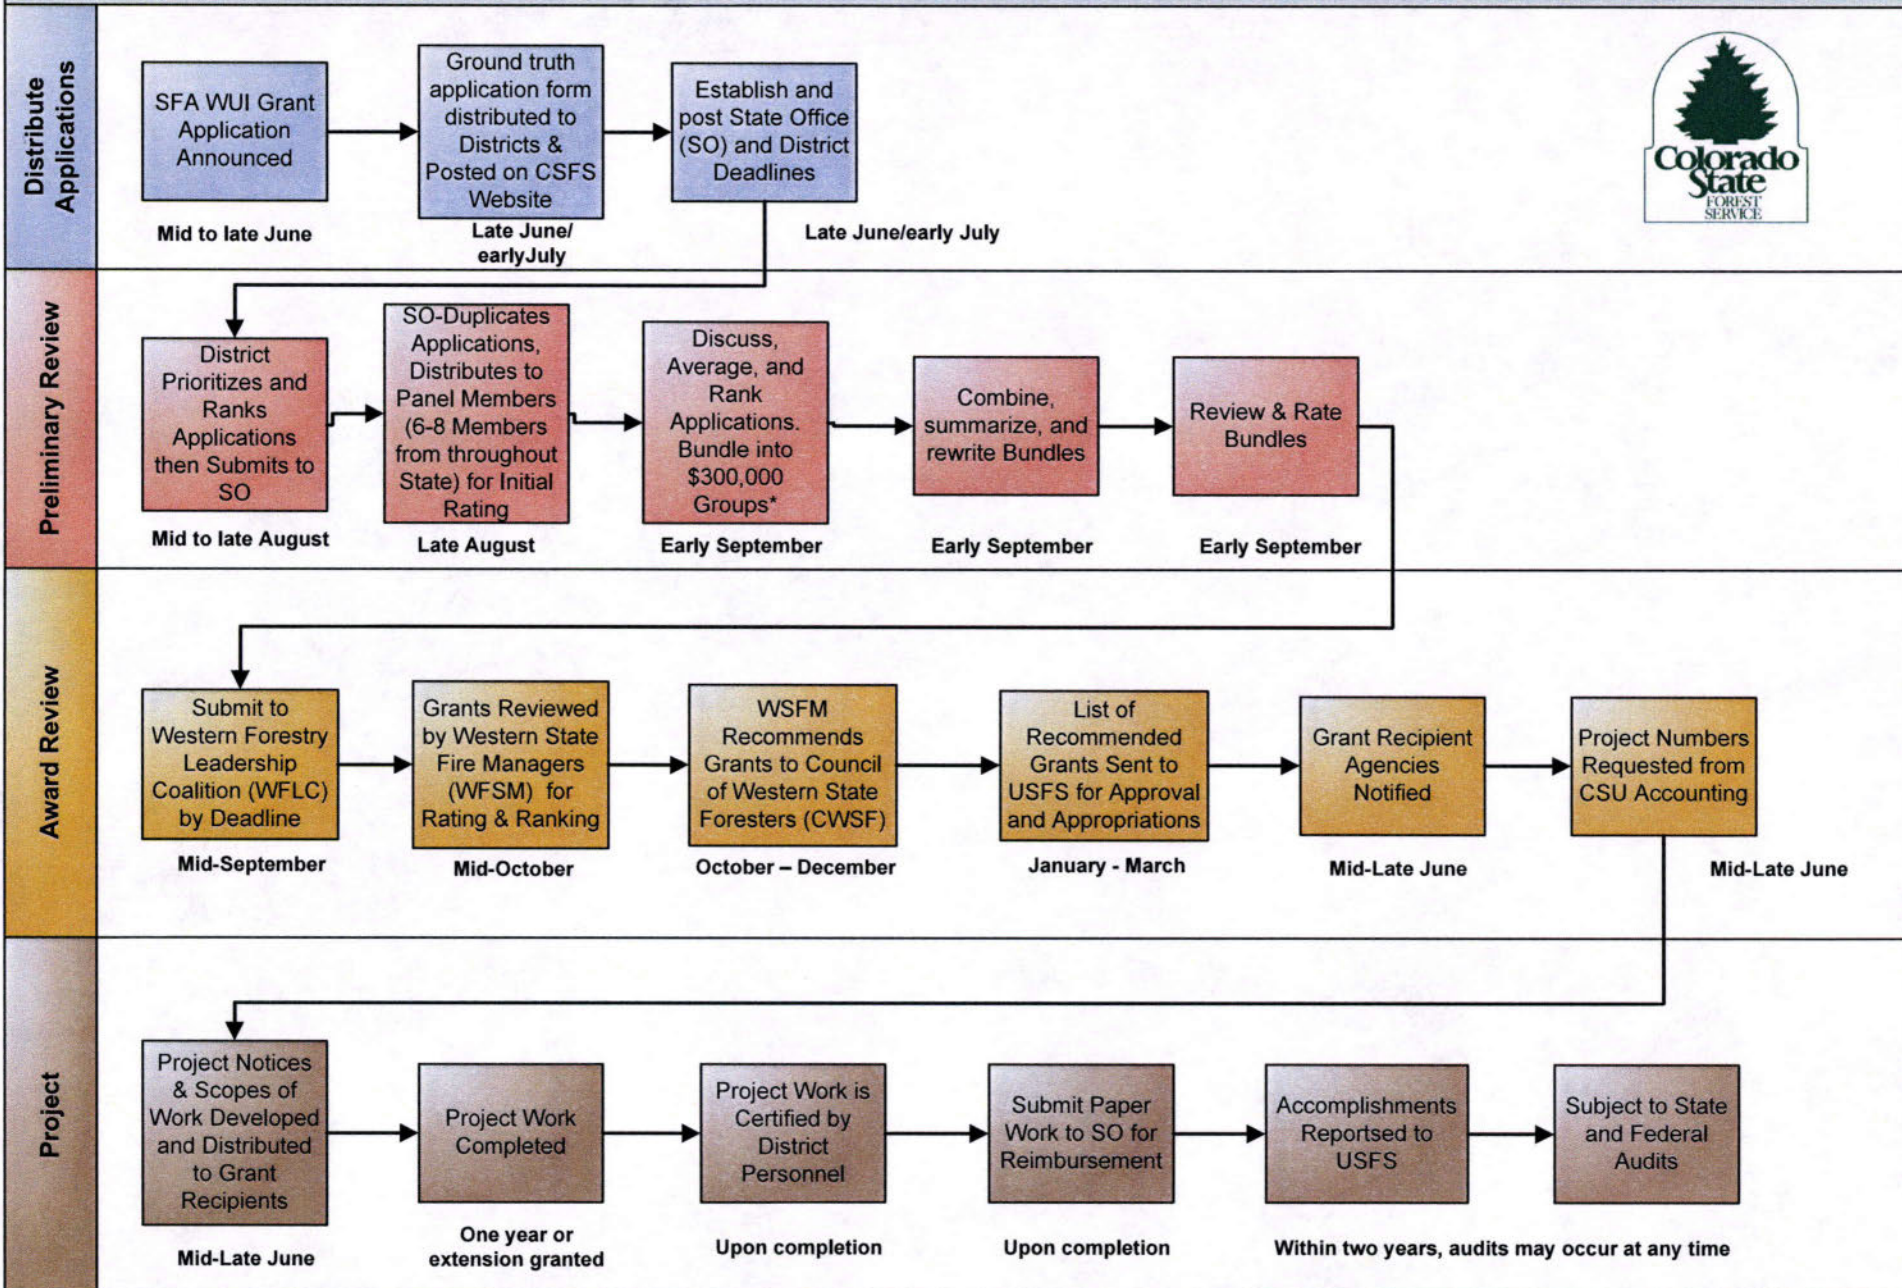 Distribute
Applications
SFA WUI Grant
Application
Announced
Mid to late June
Ground truth
application form
distributed to
Districts &
Posted on CSFS
Website
Late June/
earlyJuly
Establish and
post State Office
(SO) and District
Deadlines
Late June/early July
Colorado
State
FOREST
SERVICE
Preliminary Review
District
Prioritizes and
Ranks
Applications
then Submits to
SO
Mid to late August
SO-Duplicates
Applications,
Distributes to
Panel Members
(6-8 Members
from throughout
State) for Initial
Rating
Late August
Discuss,
Average, and
Rank
Applications.
Bundle into
$300,000
Groups*
Early September
Combine,
summarize, and
rewrite Bundles
Early September
Review & Rate
Bundles
Early September
Award Review
Submit to
Western Forestry
Leadership
Coalition (WFLC)
by Deadline
Mid-September
Grants Reviewed
by Western State
Fire Managers
(WFSM) for
Rating & Ranking
Mid-October
WSFM
Recommends
Grants to Council
of Western State
Foresters (CWSF)
October – December
List of
Recommended
Grants Sent to
USFS for Approval
and Appropriations
January - March
Grant Recipient
Agencies
Notified
Mid-Late June
Project Numbers
Requested from
CSU Accounting
Mid-Late June
Project
Project Notices
& Scopes of
Work Developed
and Distributed
to Grant
Recipients
Mid-Late June
Project Work
Completed
One year or
extension granted
Project Work is
Certified by
District
Personnel
Upon completion
Submit Paper
Work to SO for
Reimbursement
Upon completion
Accomplishments
Reportsed to
USFS
Subject to State
and Federal
Audits
Within two years, audits may occur at any time